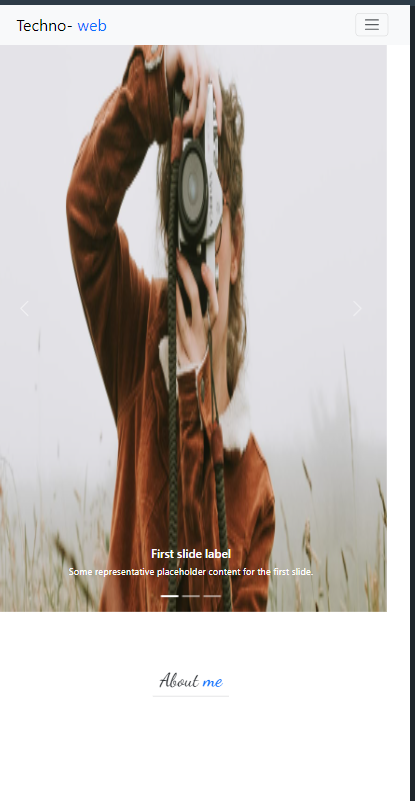 Techno- web
First slide label
Some representative placeholder content for the first slide.
About me